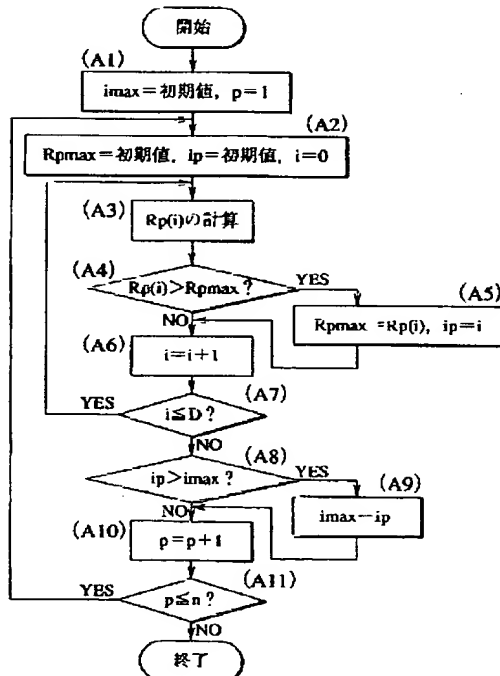 開始
(A1)
imax=初期値, p=1
(A2)
Rpmax=初期値, ip=初期値, i=0
(A3)
Rp(i)の計算
(A4)
Rp(i)>Rpmax?
YES
(A5)
NO
Rpmax=Rp(i), ip=i
(A6)
i=i+1
(A7)
YES
i≦D?
NO
(A8)
ip>imax?
YES
(A9)
NO
imax−ip
(A10)
p=p+1
(A11)
YES
p≦n?
NO
終了